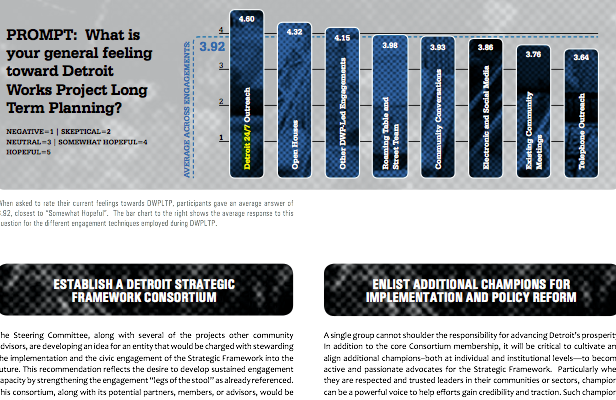 PROMPT: What is
your general feeling
toward Detroit
Works Project Long
Term Planning?
NEGATIVE=1 | SKEPTICAL=2
NEUTRAL=3 | SOMEWHAT HOPEFUL=4
HOPEFUL=5
AVERAGE ACROSS ENGAGEMENTS
3.92
4
3
2
1
4.60
Detroit 24/7 Outreach
4.32
Open Houses
4.15
Other DWP-Led Engagements
3.98
Roaming Table and
Street Team
3.93
Community Conversations
3.86
Electronic and Social Media
3.76
Existing Community
Meetings
3.64
Telephone Outreach
When asked to rate their current feelings towards DWPLTP, participants gave an average answer of
3.92, closest to "Somewhat Hopeful". The bar chart to the right shows the average response to this
question for the different engagement techniques employed during DWPLTP.
ESTABLISH A DETROIT STRATEGIC
FRAMEWORK CONSORTIUM
The Steering Committee, along with several of the projects other community
advisors, are developing an idea for an entity that would be charged with stewarding
the implementation and the civic engagement of the Strategic Framework into the
future. This recommendation reflects the desire to develop sustained engagement
capacity by strengthening the engagement "legs of the stool" as already referenced.
This consortium, along with its potential partners, members, or advisors, would be
ENLIST ADDITIONAL CHAMPIONS FOR
IMPLEMENTATION AND POLICY REFORM
A single group cannot shoulder the responsibility for advancing Detroit's prosperity
In addition to the core Consortium membership, it will be critical to cultivate an
align additional champions–both at individual and institutional levels—to becom
active and passionate advocates for the Strategic Framework. Particularly whe
they are respected and trusted leaders in their communities or sectors, champion
can be a powerful voice to help efforts gain credibility and traction. Such champion